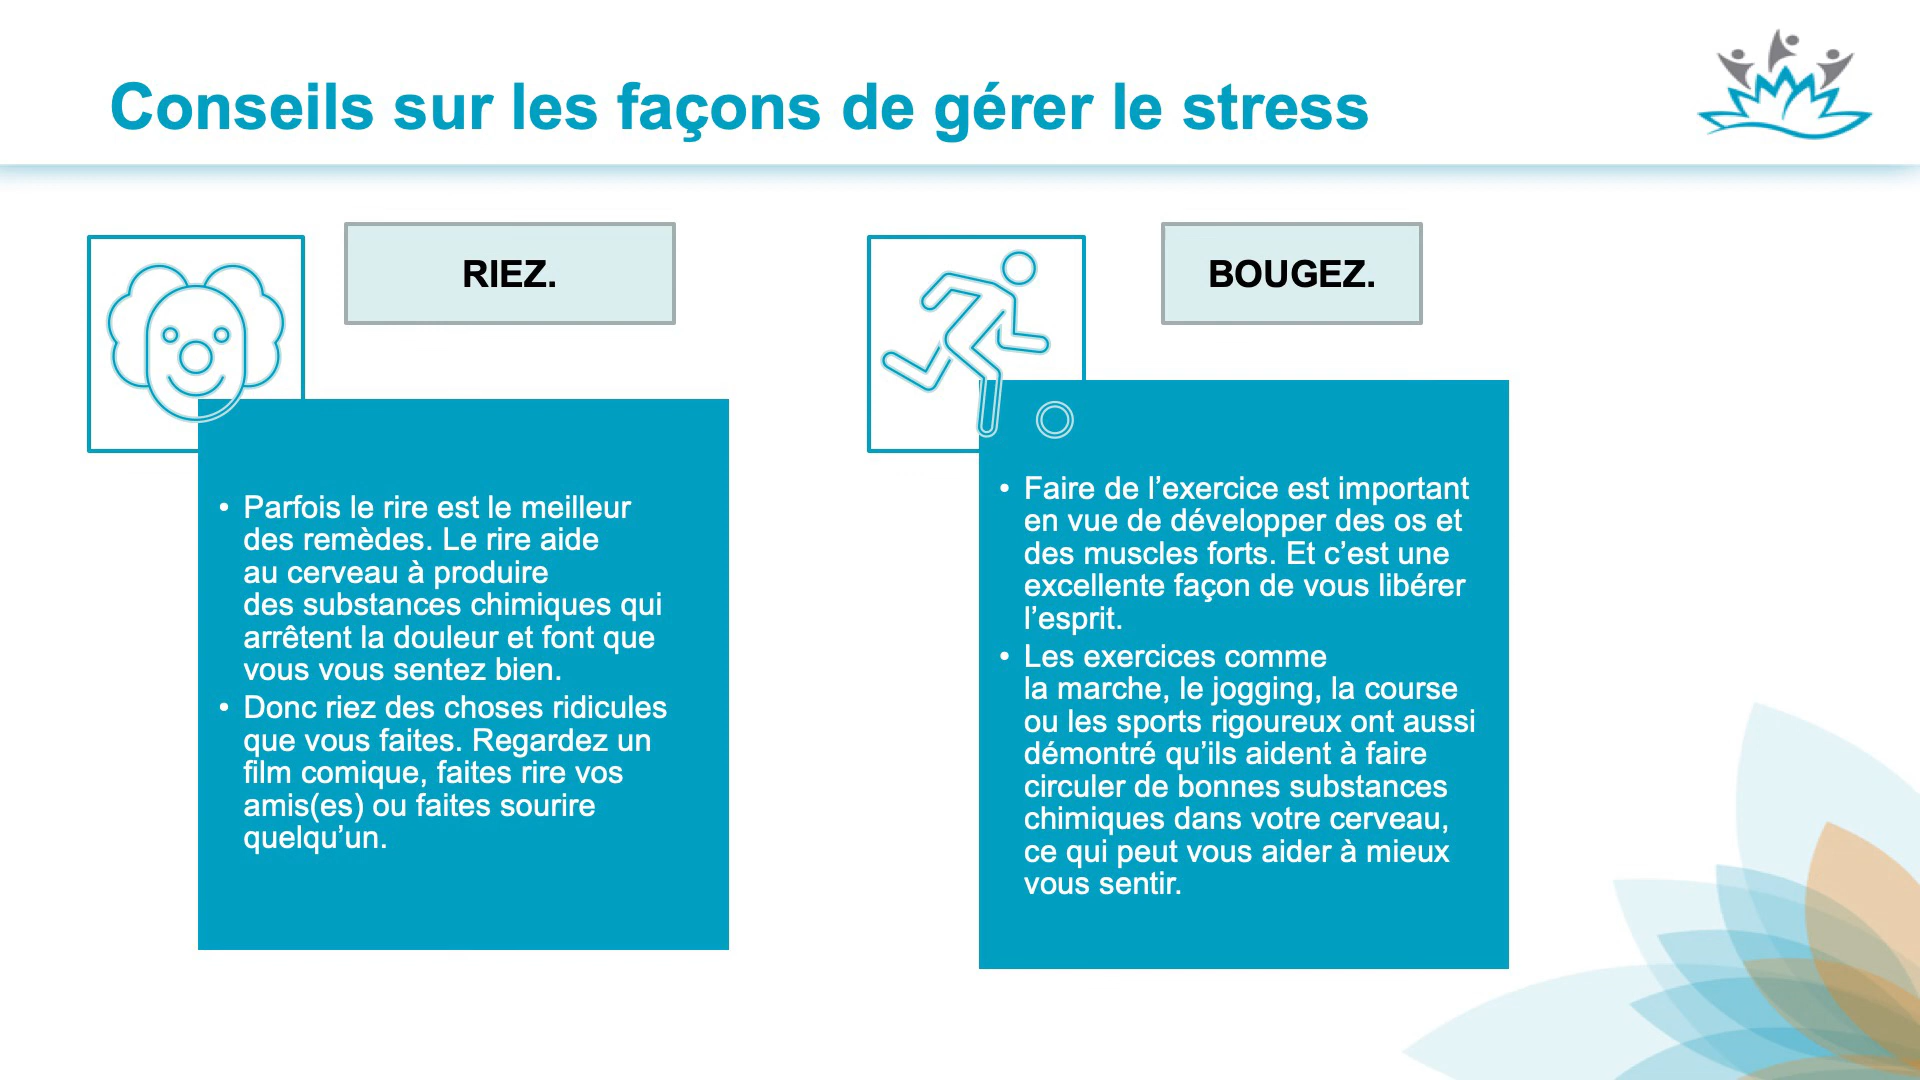 Conseils sur les façons de gérer le stress
RIEZ.
• Parfois le rire est le meilleur
des remèdes. Le rire aide
au cerveau à produire
des substances chimiques qui
arrêtent la douleur et font que
vous vous sentez bien.
• Donc riez des choses ridicules
que vous faites. Regardez un
film comique, faites rire vos
amis(es) ou faites sourire
quelqu’un.
BOUGEZ.
• Faire de l’exercice est important
en vue de développer des os et
des muscles forts. Et c’est une
excellente façon de vous libérer
l’esprit.
• Les exercices comme
la marche, le jogging, la course
ou les sports rigoureux ont aussi
démontré qu’ils aident à faire
circuler de bonnes substances
chimiques dans votre cerveau,
ce qui peut vous aider à mieux
vous sentir.